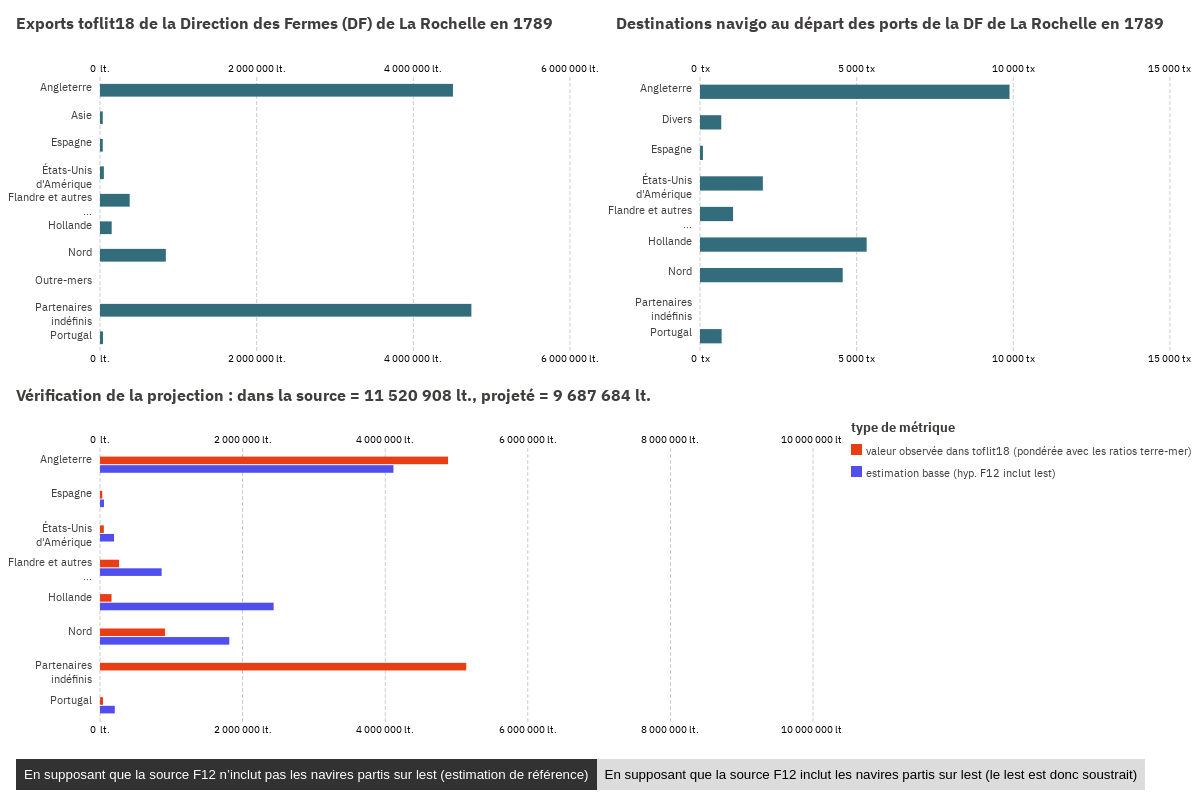 Exports toflit18 de la Direction des Fermes (DF) de La Rochelle en 1789
0 lt.
2 000 000 lt.
4 000 000 lt.
6 000 000 lt.
Angleterre
Asie
Espagne
États-Unis
d'Amérique
Flandre et autres
...
Hollande
Nord
Outre-mers
Partenaires
indéfinis
Portugal
0 lt.
2 000 000 lt.
4 000 000 lt.
6 000 000 lt.
Destinations navigo au départ des ports de la DF de La Rochelle en 1789
0 tx
5 000 tx
10 000 tx
15 000 tx
Angleterre
Divers
Espagne
États-Unis
d'Amérique
Flandre et autres
...
Hollande
Nord
Partenaires
indéfinis
Portugal
0 tx
5 000 tx
10 000 tx
15 000 tx
Vérification de la projection : dans la source = 11 520 908 lt., projeté = 9 687 684 lt.
0 lt.
2 000 000 lt.
4 000 000 lt.
6 000 000 lt.
8 000 000 lt.
10 000 000 lt
Angleterre
Espagne
États-Unis
d'Amérique
Flandre et autres
...
Hollande
Nord
Partenaires
indéfinis
Portugal
0 lt.
2 000 000 lt.
4 000 000 lt.
6 000 000 lt.
8 000 000 lt.
10 000 000 lt
type de métrique
valeur observée dans toflit18 (pondérée avec les ratios terre-mer)
estimation basse (hyp. F12 inclut lest)
En supposant que la source F12 n’inclut pas les navires partis sur lest (estimation de référence)
En supposant que la source F12 inclut les navires partis sur lest (le lest est donc soustrait)